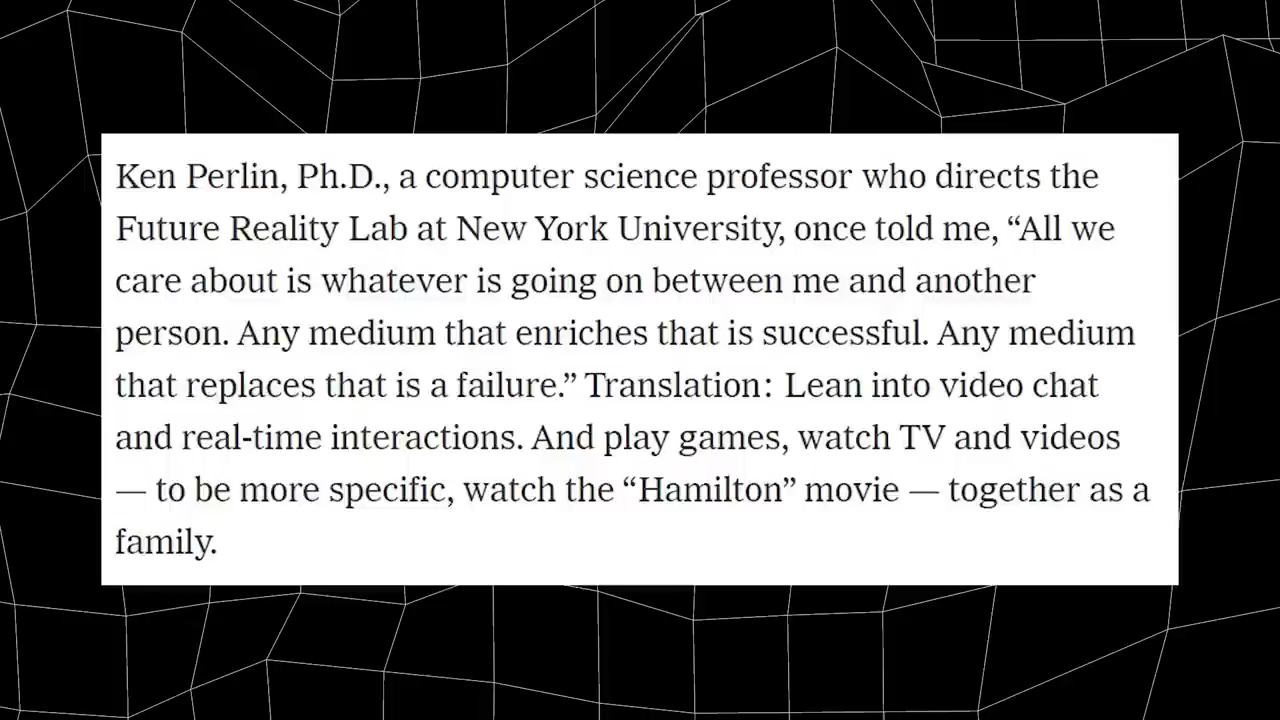 Ken Perlin, Ph.D., a computer science professor who directs the
Future Reality Lab at New York University, once told me, “All we
care about is whatever is going on between me and another
person. Any medium that enriches that is successful. Any medium
that replaces that is a failure.” Translation: Lean into video chat
and real-time interactions. And play games, watch TV and videos
— to be more specific, watch the “Hamilton” movie — together as a
family.